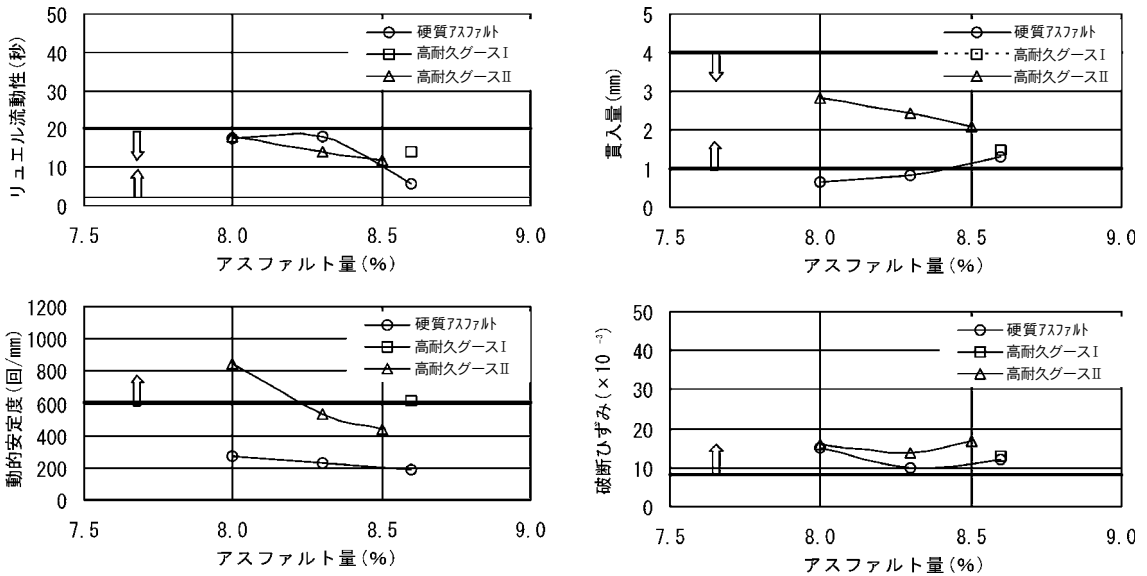 リュエル流動性(秒)
50
40
30
20
10
0
硬質アスファルト
高耐久グースI
高耐久グースII
7.5 8.0 8.5 9.0
アスファルト量(%)
貫入量(mm)
5
4
3
2
1
0
硬質アスファルト
高耐久グースI
高耐久グースII
7.5 8.0 8.5 9.0
アスファルト量(%)
動的安定度(回/mm)
1200
1000
800
600
400
200
0
硬質アスファルト
高耐久グースI
高耐久グースII
7.5 8.0 8.5 9.0
アスファルト量(%)
破断ひずみ(×10⁻³)
50
40
30
20
10
0
硬質アスファルト
高耐久グースI
高耐久グースII
7.5 8.0 8.5 9.0
アスファルト量(%)